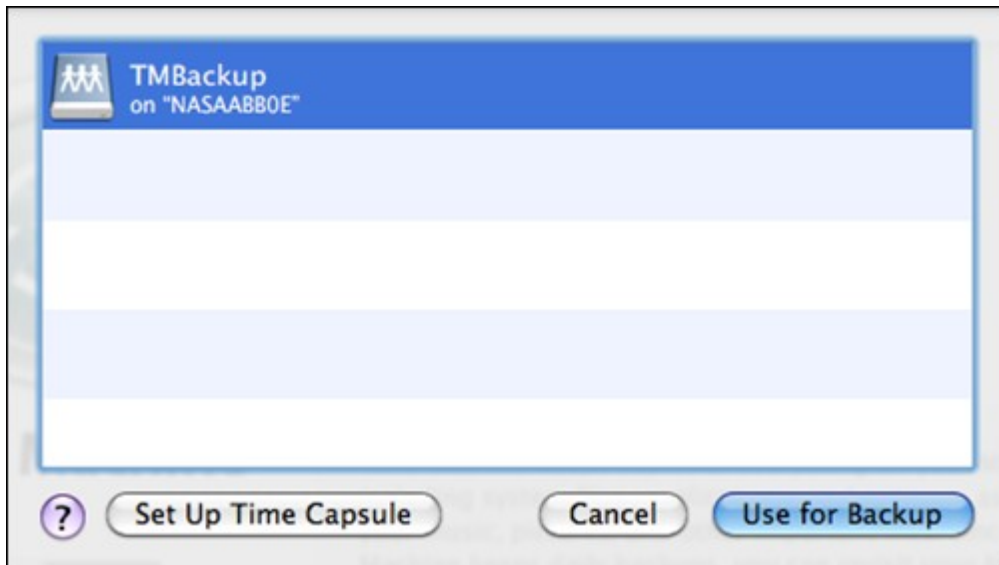 TMBackup
on "NASAABB0E"
?
Set Up Time Capsule
Cancel
Use for Backup